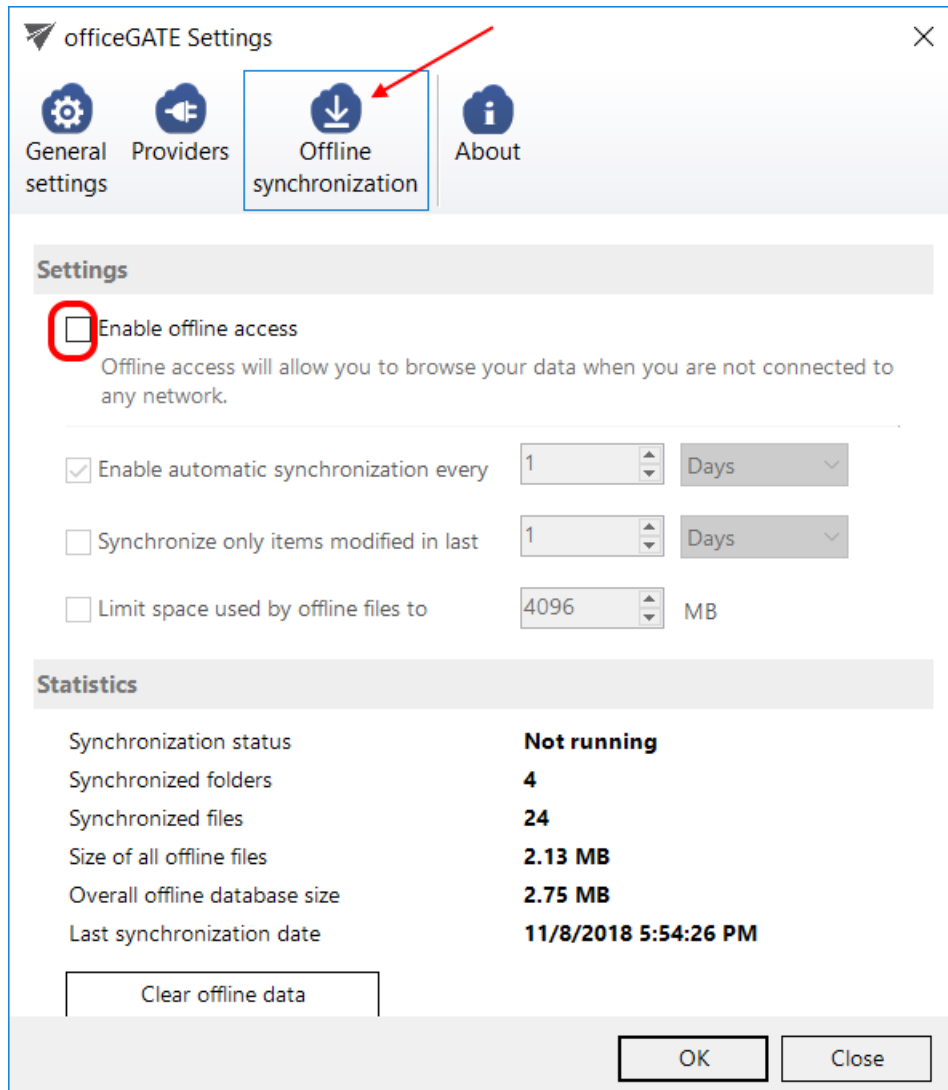 officeGATE Settings
General settings
Providers
Offline synchronization
About
Settings
Enable offline access
Offline access will allow you to browse your data when you are not connected to
any network.
Enable automatic synchronization every 1 Days
Synchronize only items modified in last 1 Days
Limit space used by offline files to 4096 MB
Statistics
Synchronization status Not running
Synchronized folders 4
Synchronized files 24
Size of all offline files 2.13 MB
Overall offline database size 2.75 MB
Last synchronization date 11/8/2018 5:54:26 PM
Clear offline data
OK Close